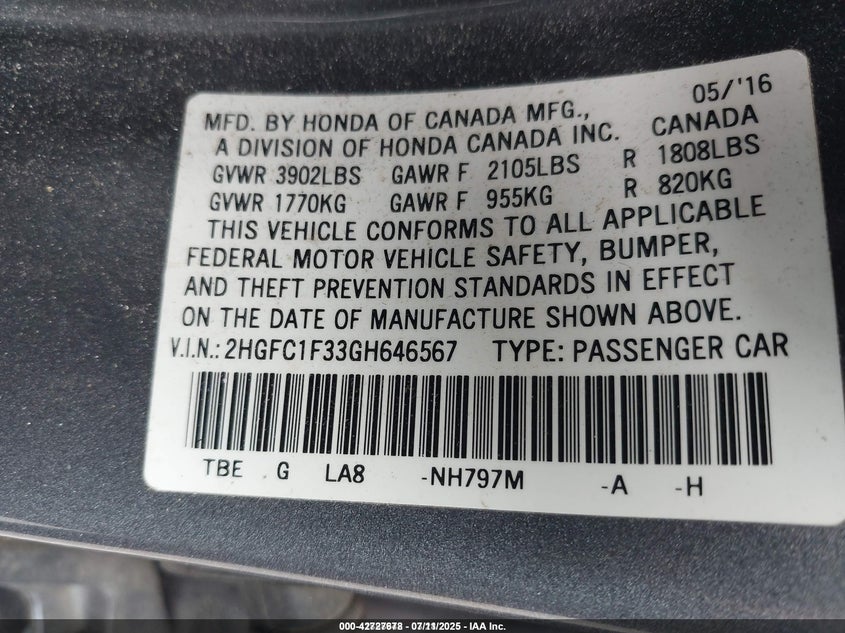 05/'16
MFD. BY HONDA OF CANADA MFG.,
A DIVISION OF HONDA CANADA INC. CANADA
GVWR 3902LBS GAWR F 2105LBS R 1808LBS
GVWR 1770KG GAWR F 955KG R 820KG
THIS VEHICLE CONFORMS TO ALL APPLICABLE
FEDERAL MOTOR VEHICLE SAFETY, BUMPER,
AND THEFT PREVENTION STANDARDS IN EFFECT
ON THE DATE OF MANUFACTURE SHOWN ABOVE.
V.I.N.: 2HGFC1F33GH646567 TYPE: PASSENGER CAR
TBE G LA8 -NH797M -A -H
- IAA Inc.